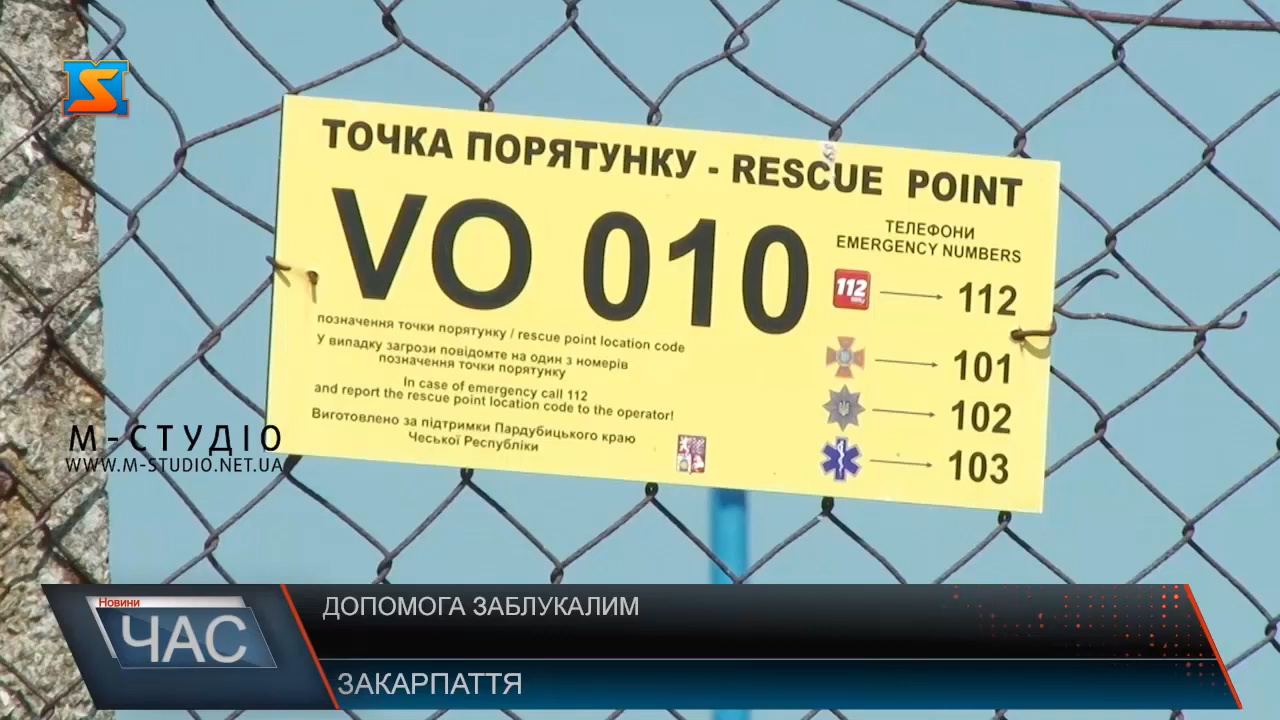 ТОЧКА ПОРЯТУНКУ - RESCUE POINT
VO 010
ТЕЛЕФОНИ
EMERGENCY NUMBERS
112
112
101
102
103
позначення точки порятунку / rescue point location code
У випадку загрози повідомте на один з номерів
позначення точки порятунку
In case of emergency call 112
and report the rescue point location code to the operator!
Виготовлено за підтримки Пардубицького краю
Чеської Республіки
М-СТУДІО
WWW.M-STUDIO.NET.UA
Новини
ЧАС
ДОПОМОГА ЗАБЛУКАЛИМ
ЗАКАРПАТТЯ